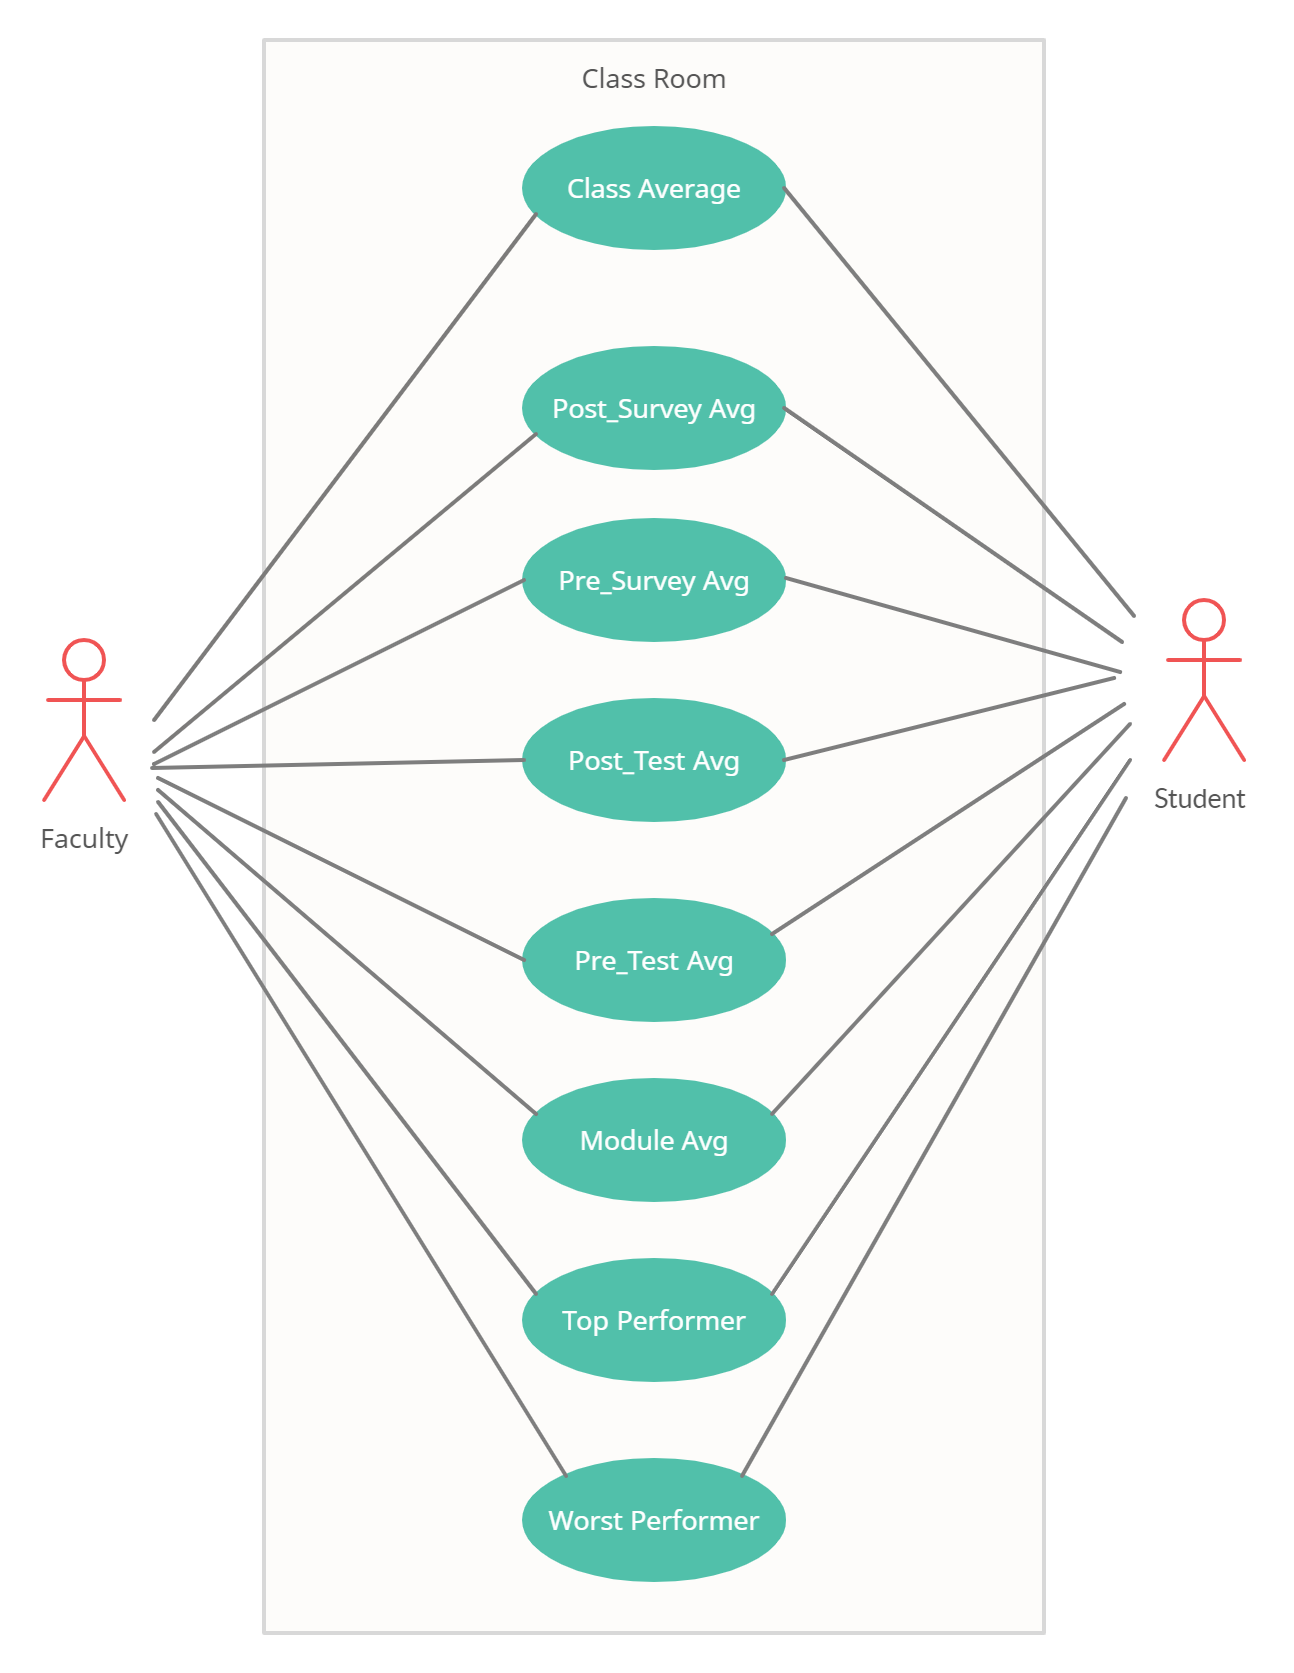 Class Room
Class Average
Post_Survey Avg
Pre_Survey Avg
Post_Test Avg
Student
Faculty
Pre_Test Avg
Module Avg
Top Performer
Worst Performer